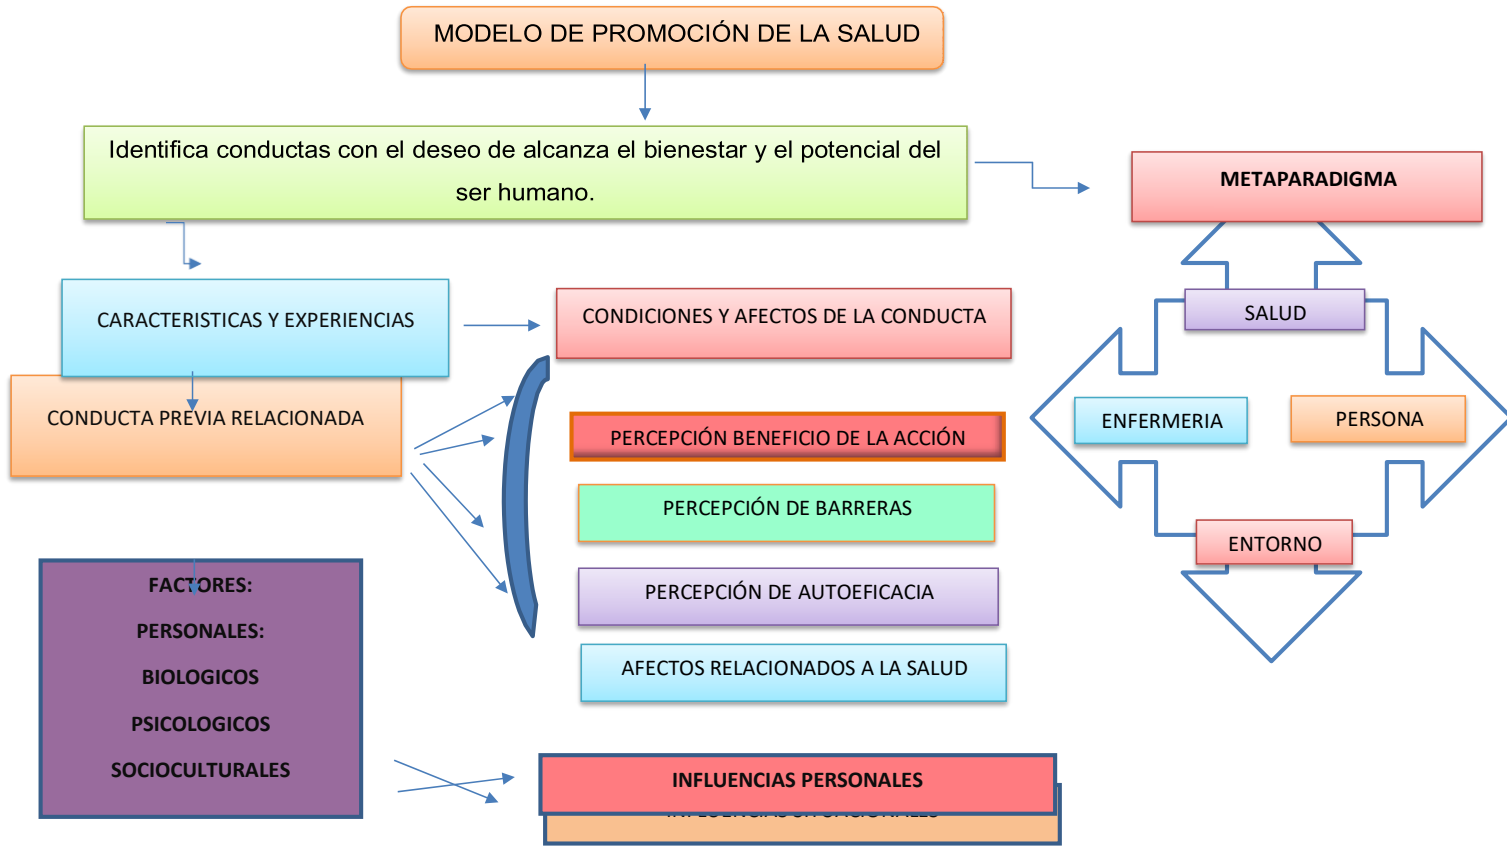 MODELO DE PROMOCIÓN DE LA SALUD
Identifica conductas con el deseo de alcanza el bienestar y el potencial del
ser humano.
METAPARADIGMA
SALUD
ENFERMERIA
PERSONA
ENTORNO
CARACTERISTICAS Y EXPERIENCIAS
CONDICIONES Y AFECTOS DE LA CONDUCTA
CONDUCTA PREVIA RELACIONADA
PERCEPCIÓN BENEFICIO DE LA ACCIÓN
PERCEPCIÓN DE BARRERAS
PERCEPCIÓN DE AUTOEFICACIA
AFECTOS RELACIONADOS A LA SALUD
FACTORES:
PERSONALES:
BIOLOGICOS
PSICOLOGICOS
SOCIOCULTURALES
INFLUENCIAS PERSONALES